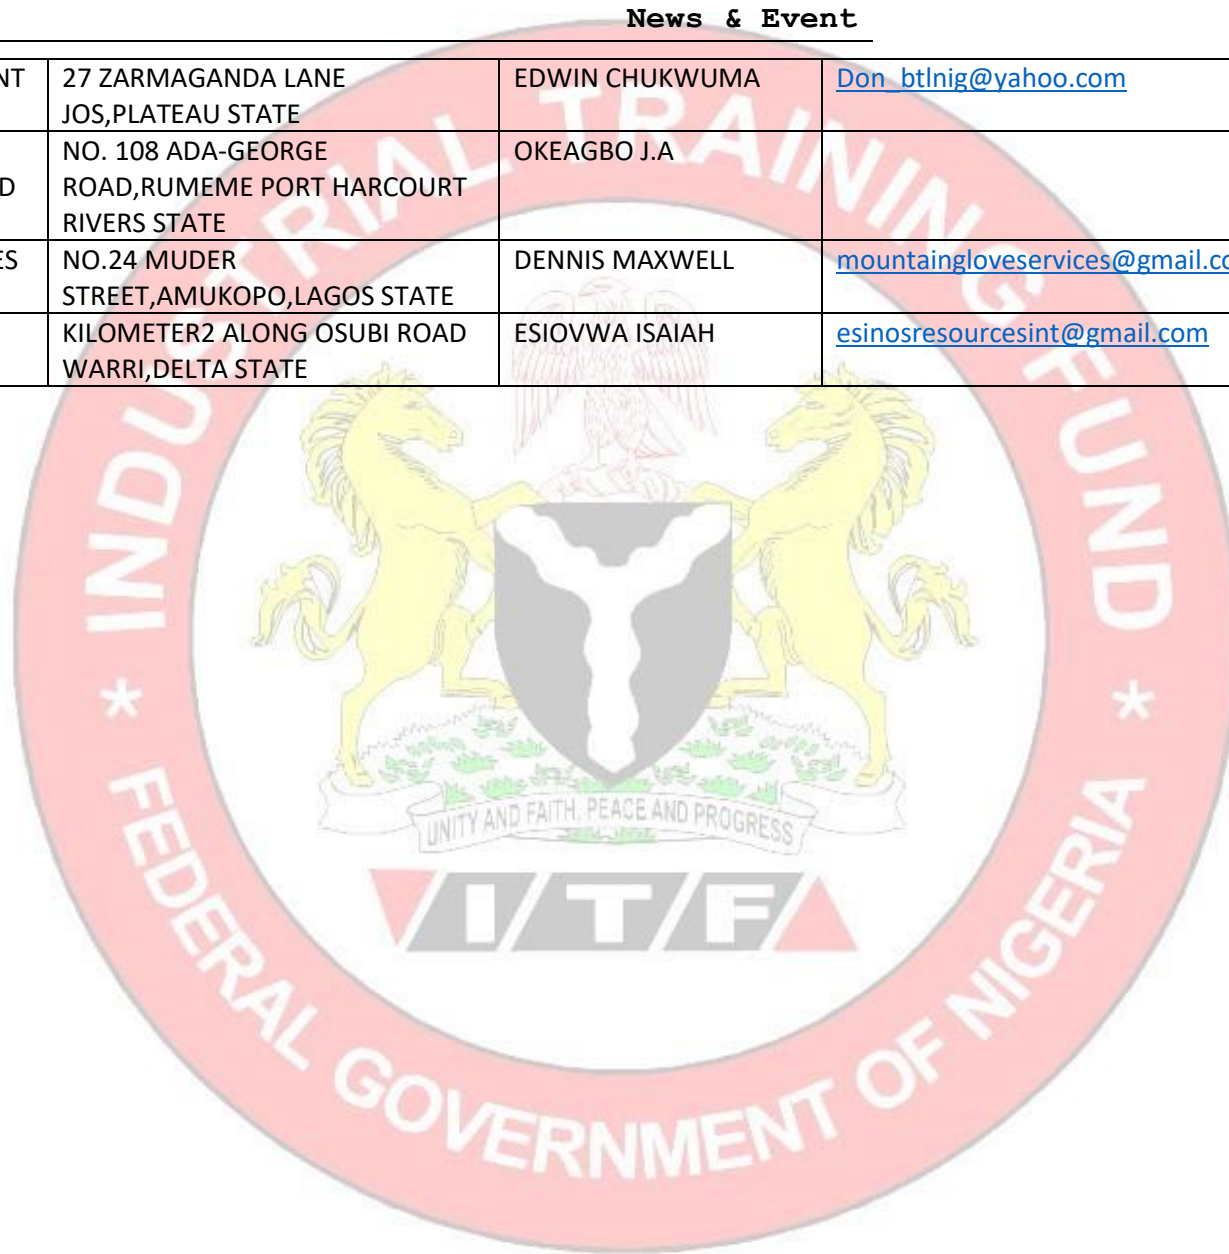 News & Event
NT
27 ZARMAGANDA LANE
JOS,PLATEAU STATE
EDWIN CHUKWUMA
Don_btlnig@yahoo.com
D
NO. 108 ADA-GEORGE
ROAD,RUMEME PORT HARCOURT
RIVERS STATE
OKEAGBO J.A
ES
NO.24 MUDER
STREET,AMUKOPO,LAGOS STATE
DENNIS MAXWELL
mountaingloveservices@gmail.co
KILOMETER2 ALONG OSUBI ROAD
WARRI,DELTA STATE
ESIOVWA ISAIAH
esinosresourcesint@gmail.com
INDUSTRIAL TRAINING FUND
UNITY AND FAITH, PEACE AND PROGRESS
ITF
* FEDERAL GOVERNMENT OF NIGERIA *